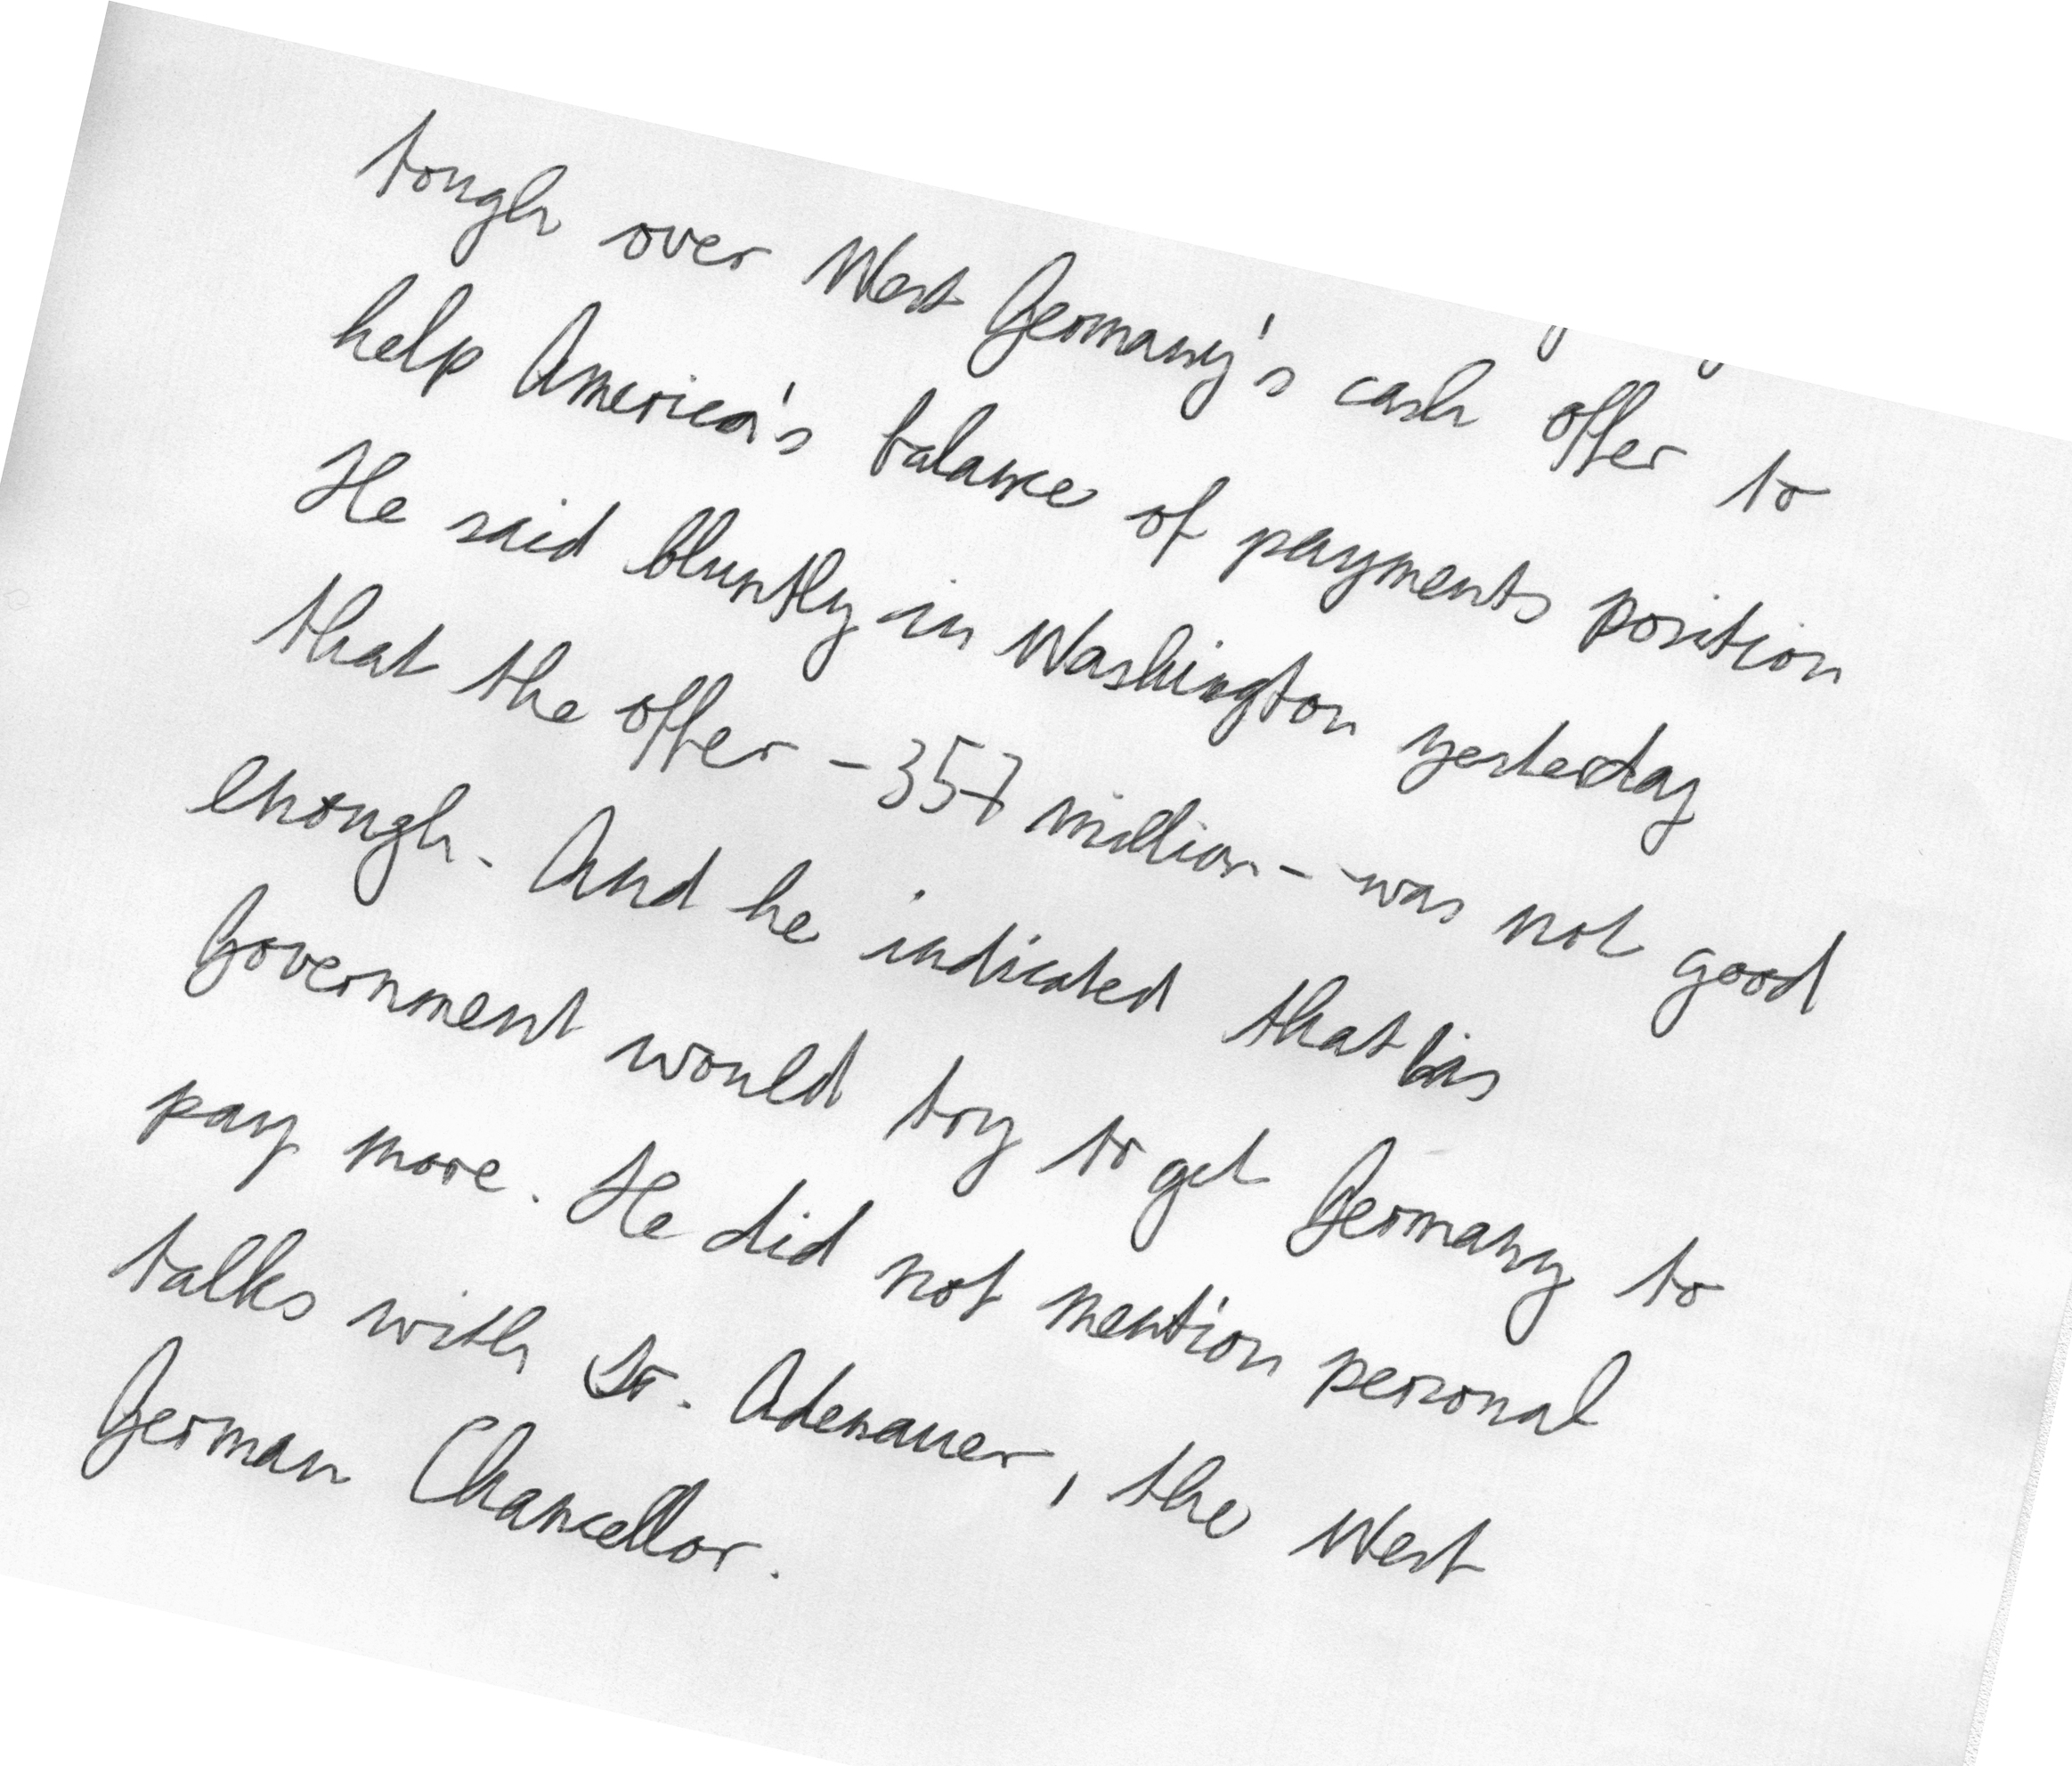 tough over West Germany's cash offer to
help America's balance of payments position
He said bluntly in Washington yesterday
that the offer - 357 million - was not good
enough. And he indicated that his
Government would try to get Germany to
pay more. He did not mention personal
talks with Dr. Adenauer, the West
German Chancellor.